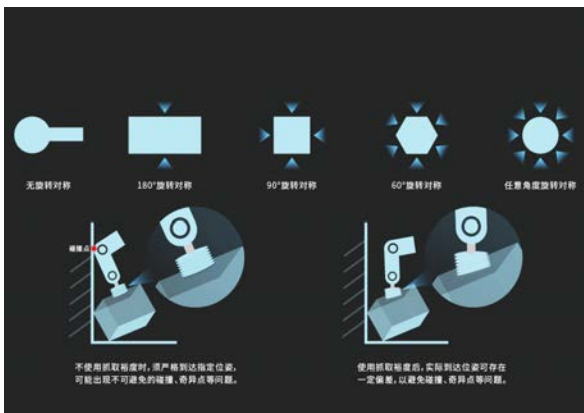 无旋转对称
180°旋转对称
90°旋转对称
60°旋转对称
任意角度旋转对称
碰撞点
不使用抓取裕度时，须严格到达指定位姿，
可能出现不可避免的碰撞、奇异点等问题。
使用抓取裕度后，实际到达位姿可存在
一定偏差，以避免碰撞、奇异点等问题。